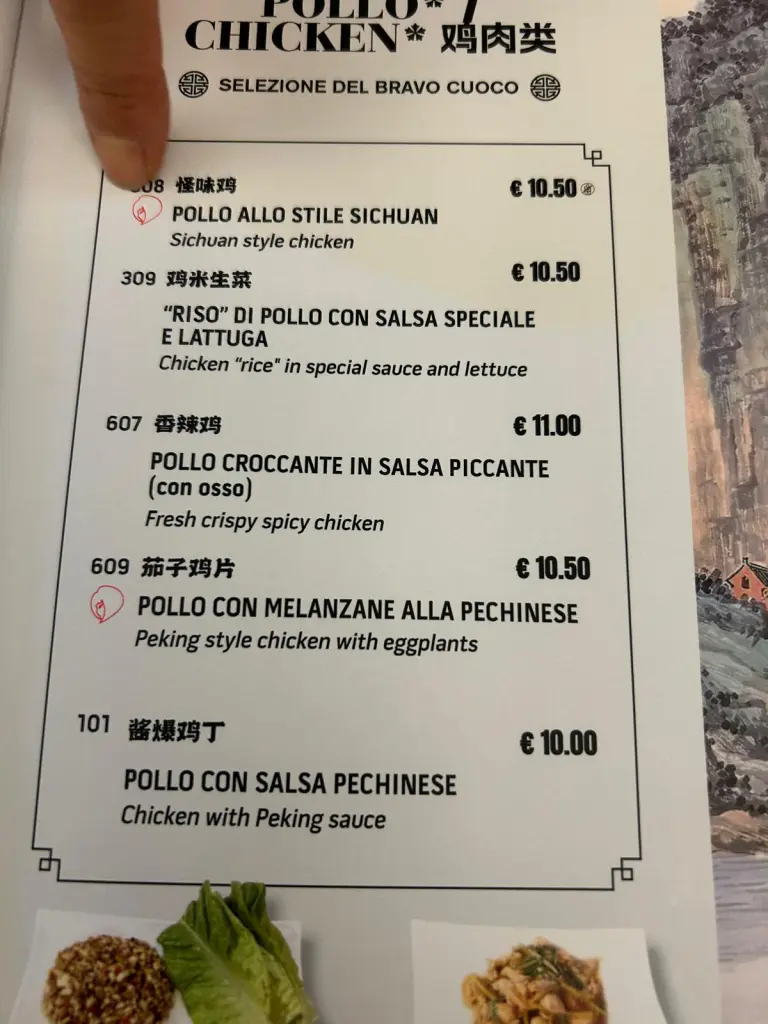 POLLO* /
CHICKEN* 鸡肉类
SELEZIONE DEL BRAVO CUOCO
怪味鸡 € 10.50
POLLO ALLO STILE SICHUAN
Sichuan style chicken
309 鸡米生菜 € 10.50
"RISO" DI POLLO CON SALSA SPECIALE
E LATTUGA
Chicken "rice" in special sauce and lettuce
607 香辣鸡 € 11.00
POLLO CROCCANTE IN SALSA PICCANTE
(con osso)
Fresh crispy spicy chicken
609 茄子鸡片 € 10.50
POLLO CON MELANZANE ALLA PECHINESE
Peking style chicken with eggplants
101 酱爆鸡丁 € 10.00
POLLO CON SALSA PECHINESE
Chicken with Peking sauce